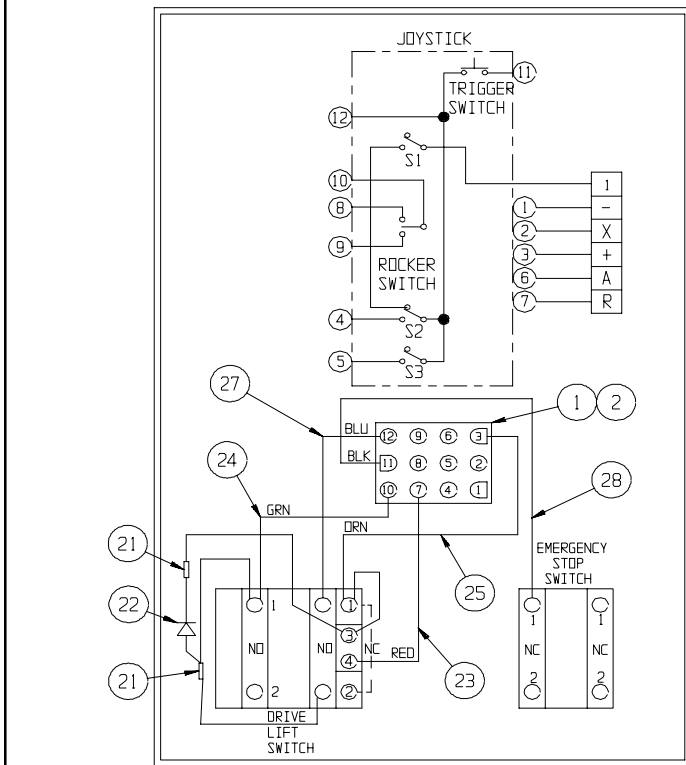 JOYSTICK
11
TRIGGER
SWITCH
12
S1
10
1
8
1 -
2 X
9
3 +
ROCKER
SWITCH
6 A
7 R
4
S2
5
S3
27
1 2
BLU
12 9 6 3
24
BLK
11 8 5 2
28
10 7 4 1
GRN
ORN
21
EMERGENCY
STOP
SWITCH
25
22
1 1 1 1
3
NO NO NC NC NC
4 RED
21
23
2 2 2 2
DRIVE
LIFT
SWITCH